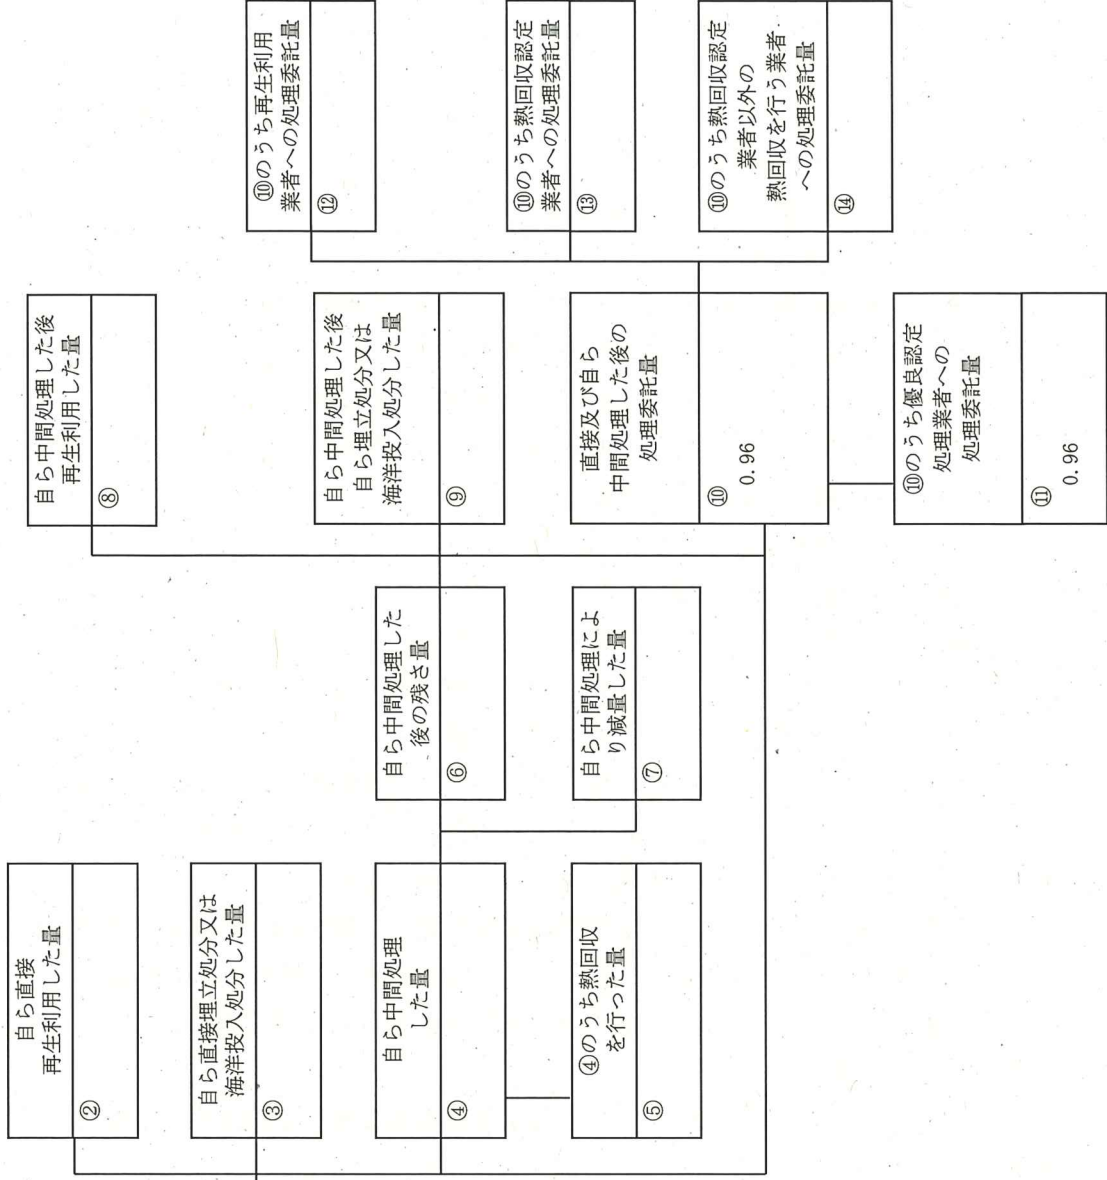 自ら直接
再生利用した量
②
自ら直接埋立処分又は
海洋投入処分した量
③
自ら中間処理
した量
④
④のうち熱回収
を行った量
⑤
自ら中間処理した
後の残さ量
⑥
自ら中間処理によ
り減量した量
⑦
自ら中間処理した後
再生利用した量
⑧
自ら中間処理した後
自ら埋立処分又は
海洋投入処分した量
⑨
直接及び自ら
中間処理した後の
処理委託量
⑩
0.96
⑩のうち優良認定
処理業者への
処理委託量
⑪
0.96
⑩のうち再生利用
業者への処理委託量
⑫
⑩のうち熱回収認定
業者への処理委託量
⑬
⑩のうち熱回収認定
業者以外の
熱回収を行う業者
への処理委託量
⑭